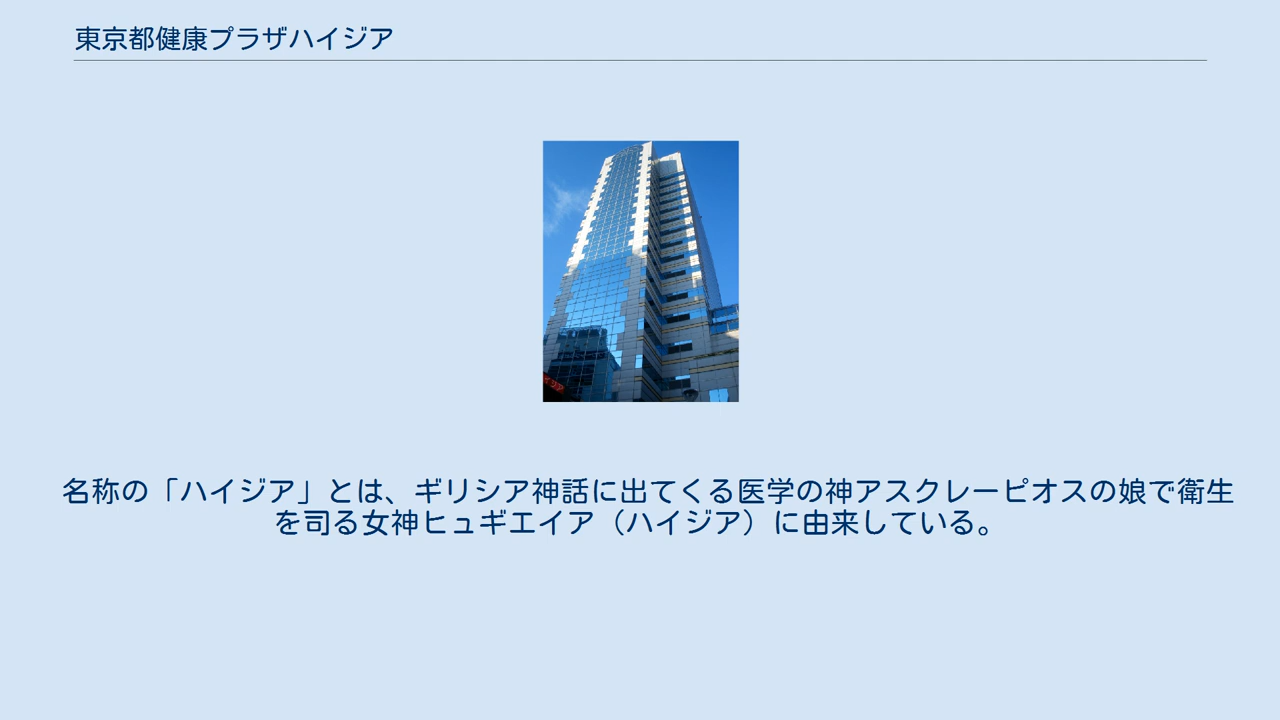 東京都健康プラザハイジア
名称の「ハイジア」とは、ギリシア神話に出てくる医学の神アスクレーピオスの娘で衛生
を司る女神ヒュギエイア（ハイジア）に由来している。